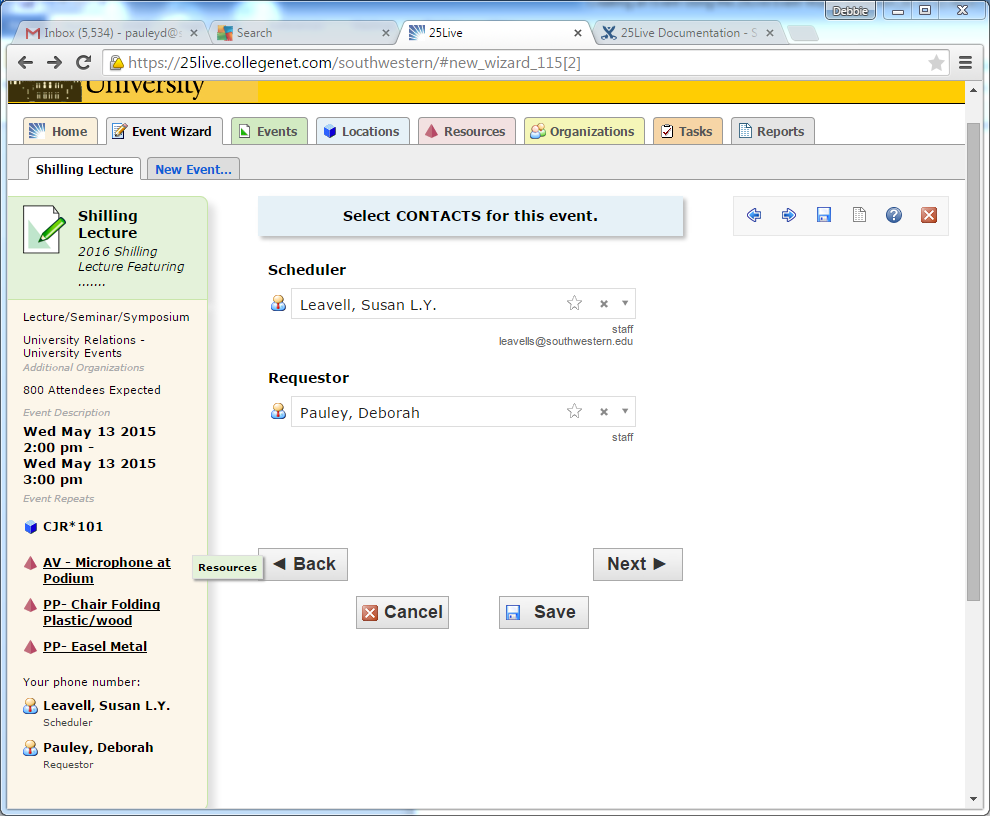 Debbie
Inbox (5,534) - pauleyd@s
Search
25Live
25Live Documentation - S
https://25live.collegenet.com/southwestern/#new_wizard_115[2]
University
Home
Event Wizard
Events
Locations
Resources
Organizations
Tasks
Reports
Shilling Lecture
New Event...
Shilling
Lecture
2016 Shilling
Lecture Featuring
.......
Lecture/Seminar/Symposium
University Relations -
University Events
Additional Organizations
800 Attendees Expected
Event Description
Wed May 13 2015
2:00 pm -
Wed May 13 2015
3:00 pm
Event Repeats
CJR*101
AV - Microphone at
Podium
PP- Chair Folding
Plastic/wood
PP- Easel Metal
Your phone number:
Leavell, Susan L.Y.
Scheduler
Pauley, Deborah
Requestor
Resources
Select CONTACTS for this event.
Scheduler
Leavell, Susan L.Y.
staff
leavells@southwestern.edu
Requestor
Pauley, Deborah
staff
Back
Next
Cancel
Save